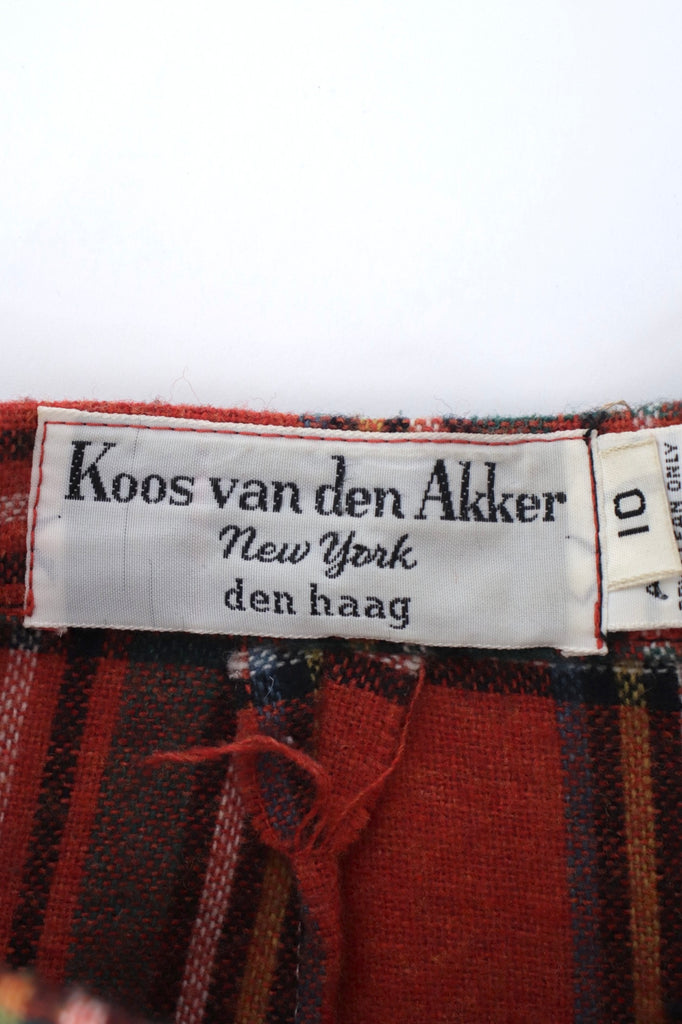 Koos van den Akker
New York
den haag
10